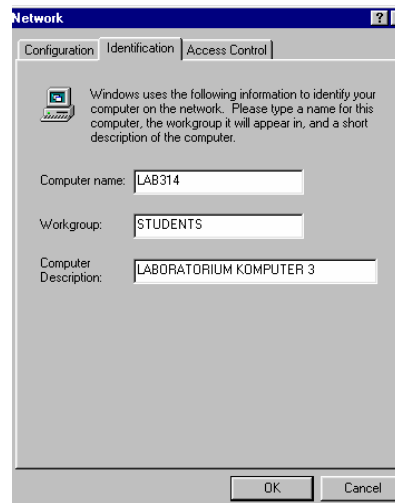 Network ?
Configuration Identification Access Control
Windows uses the following information to identify your
computer on the network. Please type a name for this
computer, the workgroup it will appear in, and a short
description of the computer.
Computer name: LAB314
Workgroup: STUDENTS
Computer
Description: LABORATORIUM KOMPUTER 3
OK Cancel